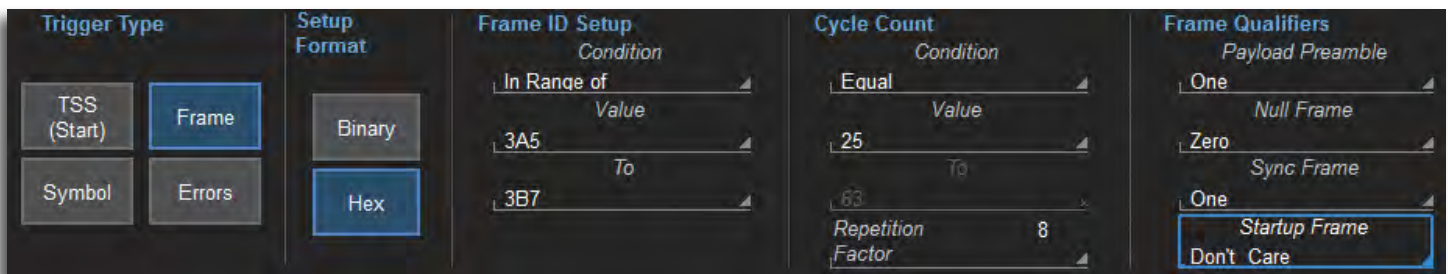 Trigger Type
TSS
(Start)
Frame
Symbol
Errors
Setup
Format
Binary
Hex
Frame ID Setup
Condition
In Range of
Value
3A5
To
3B7
Cycle Count
Condition
Equal
Value
25
To
63
Repetition 8
Factor
Frame Qualifiers
Payload Preamble
One
Null Frame
Zero
Sync Frame
One
Startup Frame
Don't Care